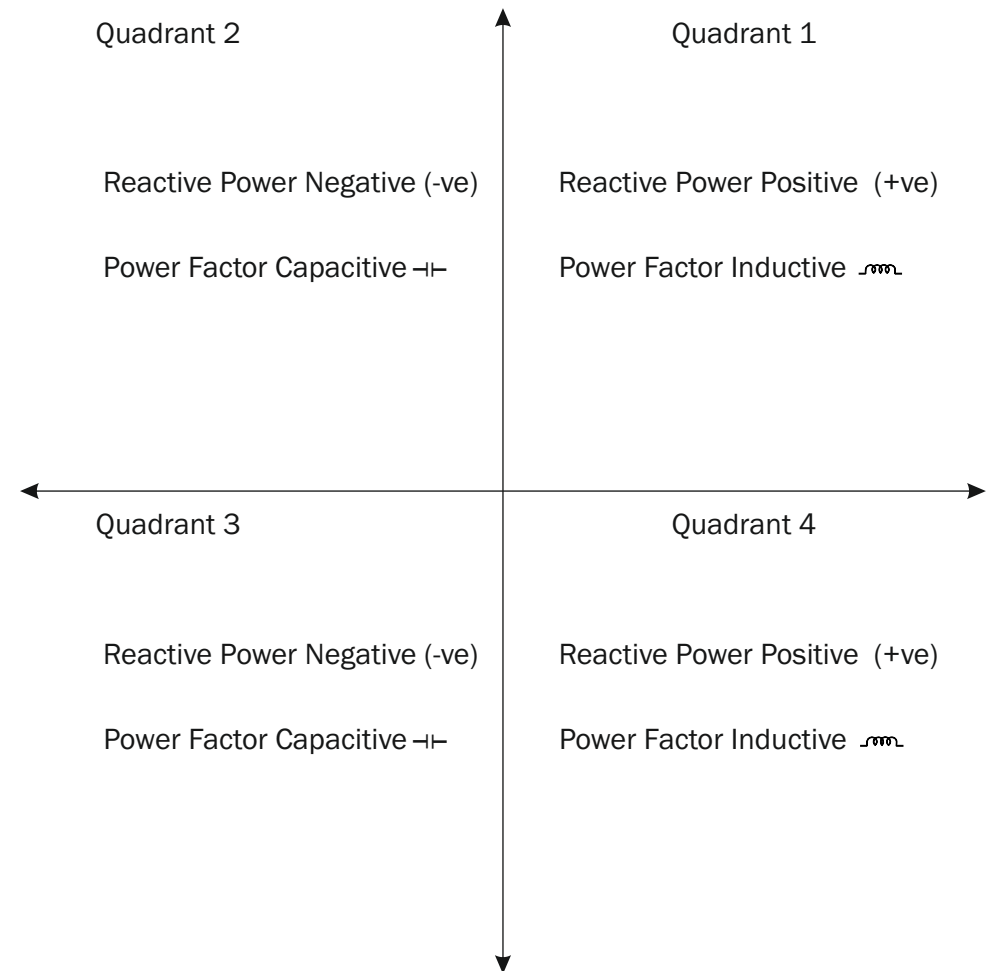 Quadrant 2
Quadrant 1
Reactive Power Negative (-ve)
Reactive Power Positive (+ve)
Power Factor Capacitive
Power Factor Inductive
Quadrant 3
Quadrant 4
Reactive Power Negative (-ve)
Reactive Power Positive (+ve)
Power Factor Capacitive
Power Factor Inductive